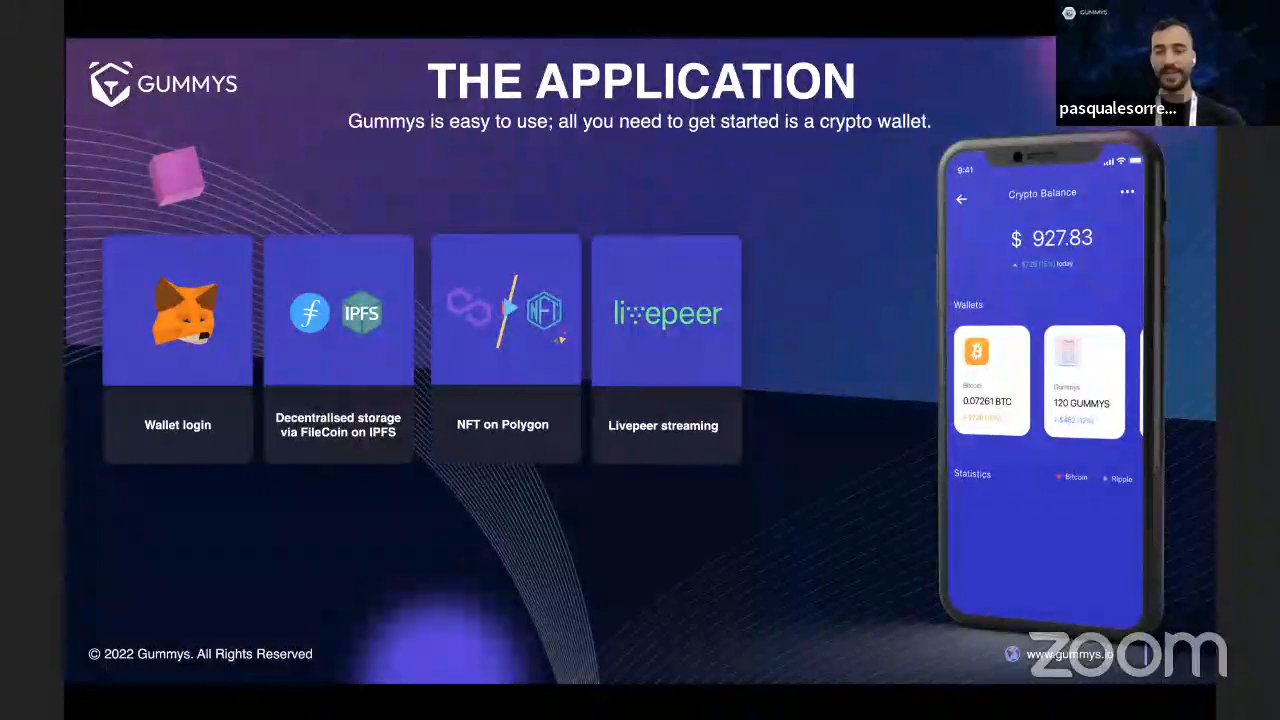 GUMMYS
THE APPLICATION
Gummys is easy to use; all you need to get started is a crypto wallet.
GUMMYS
pasqualesorre...
IPFS
NFT
livepeer
Wallet login
Decentralised storage
via FileCoin on IPFS
NFT on Polygon
Livepeer streaming
9:41
Crypto Balance
$ 927.83
today
Wallets
Bitcoin
0.07261 BTC
Gummys
120 GUMMYS
Statistics
Bitcoin
Ripple
© 2022 Gummys. All Rights Reserved
www.gummys.io
zoom